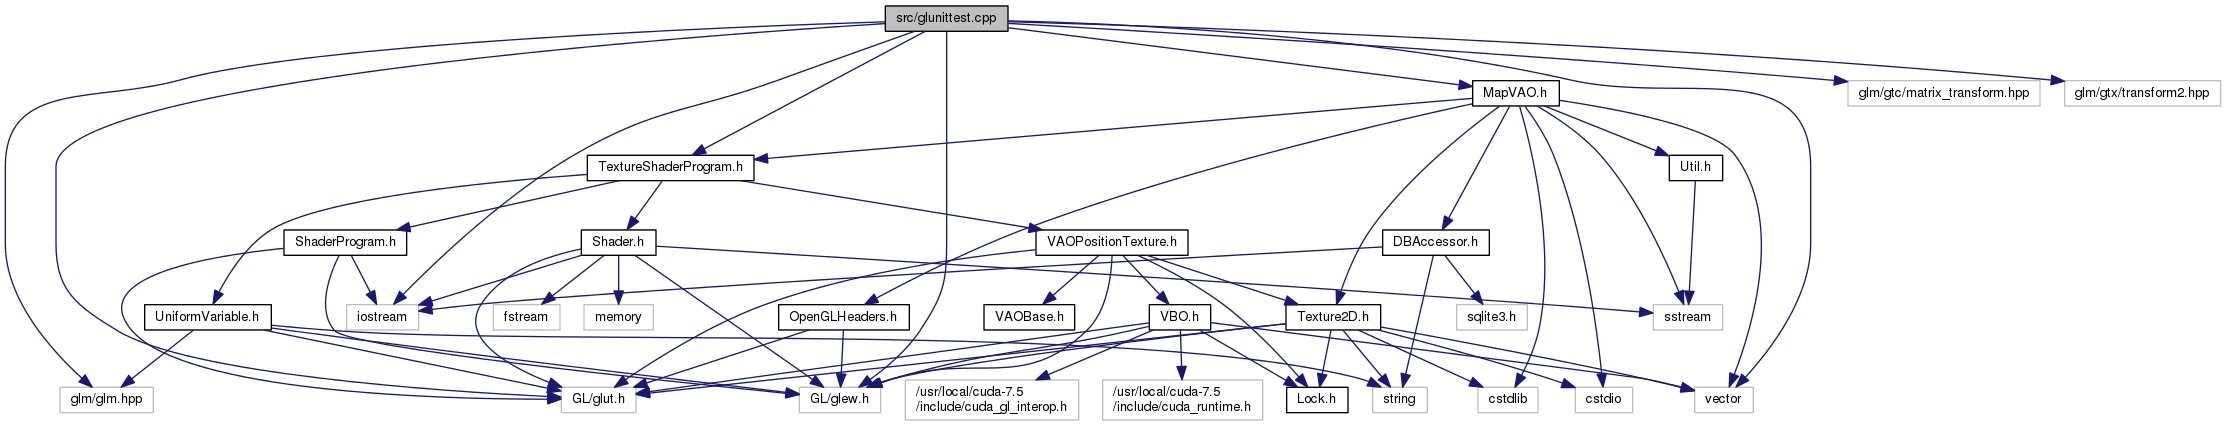 src/glunittest.cpp
MapVAO.h
glm/gtc/matrix_transform.hpp
glm/gtx/transform2.hpp
TextureShaderProgram.h
Util.h
ShaderProgram.h
Shader.h
VAOPositionTexture.h
DBAccessor.h
UniformVariable.h
iostream
fstream
memory
OpenGLHeaders.h
VAOBase.h
VBO.h
Texture2D.h
sqlite3.h
sstream
glm/glm.hpp
GL/glut.h
GL/glew.h
/usr/local/cuda-7.5
/include/cuda_gl_interop.h
/usr/local/cuda-7.5
/include/cuda_runtime.h
Lock.h
string
cstdlib
cstdio
vector